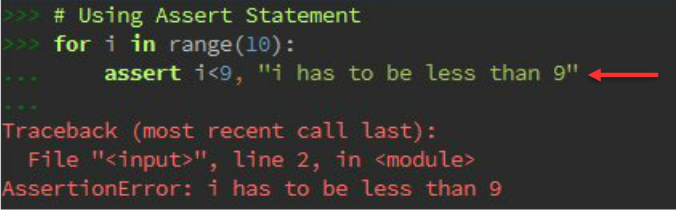 >>> # Using Assert Statement
>>> for i in range(10):
...     assert i<9, "i has to be less than 9"
...
Traceback (most recent call last):
  File "<input>", line 2, in <module>
AssertionError: i has to be less than 9